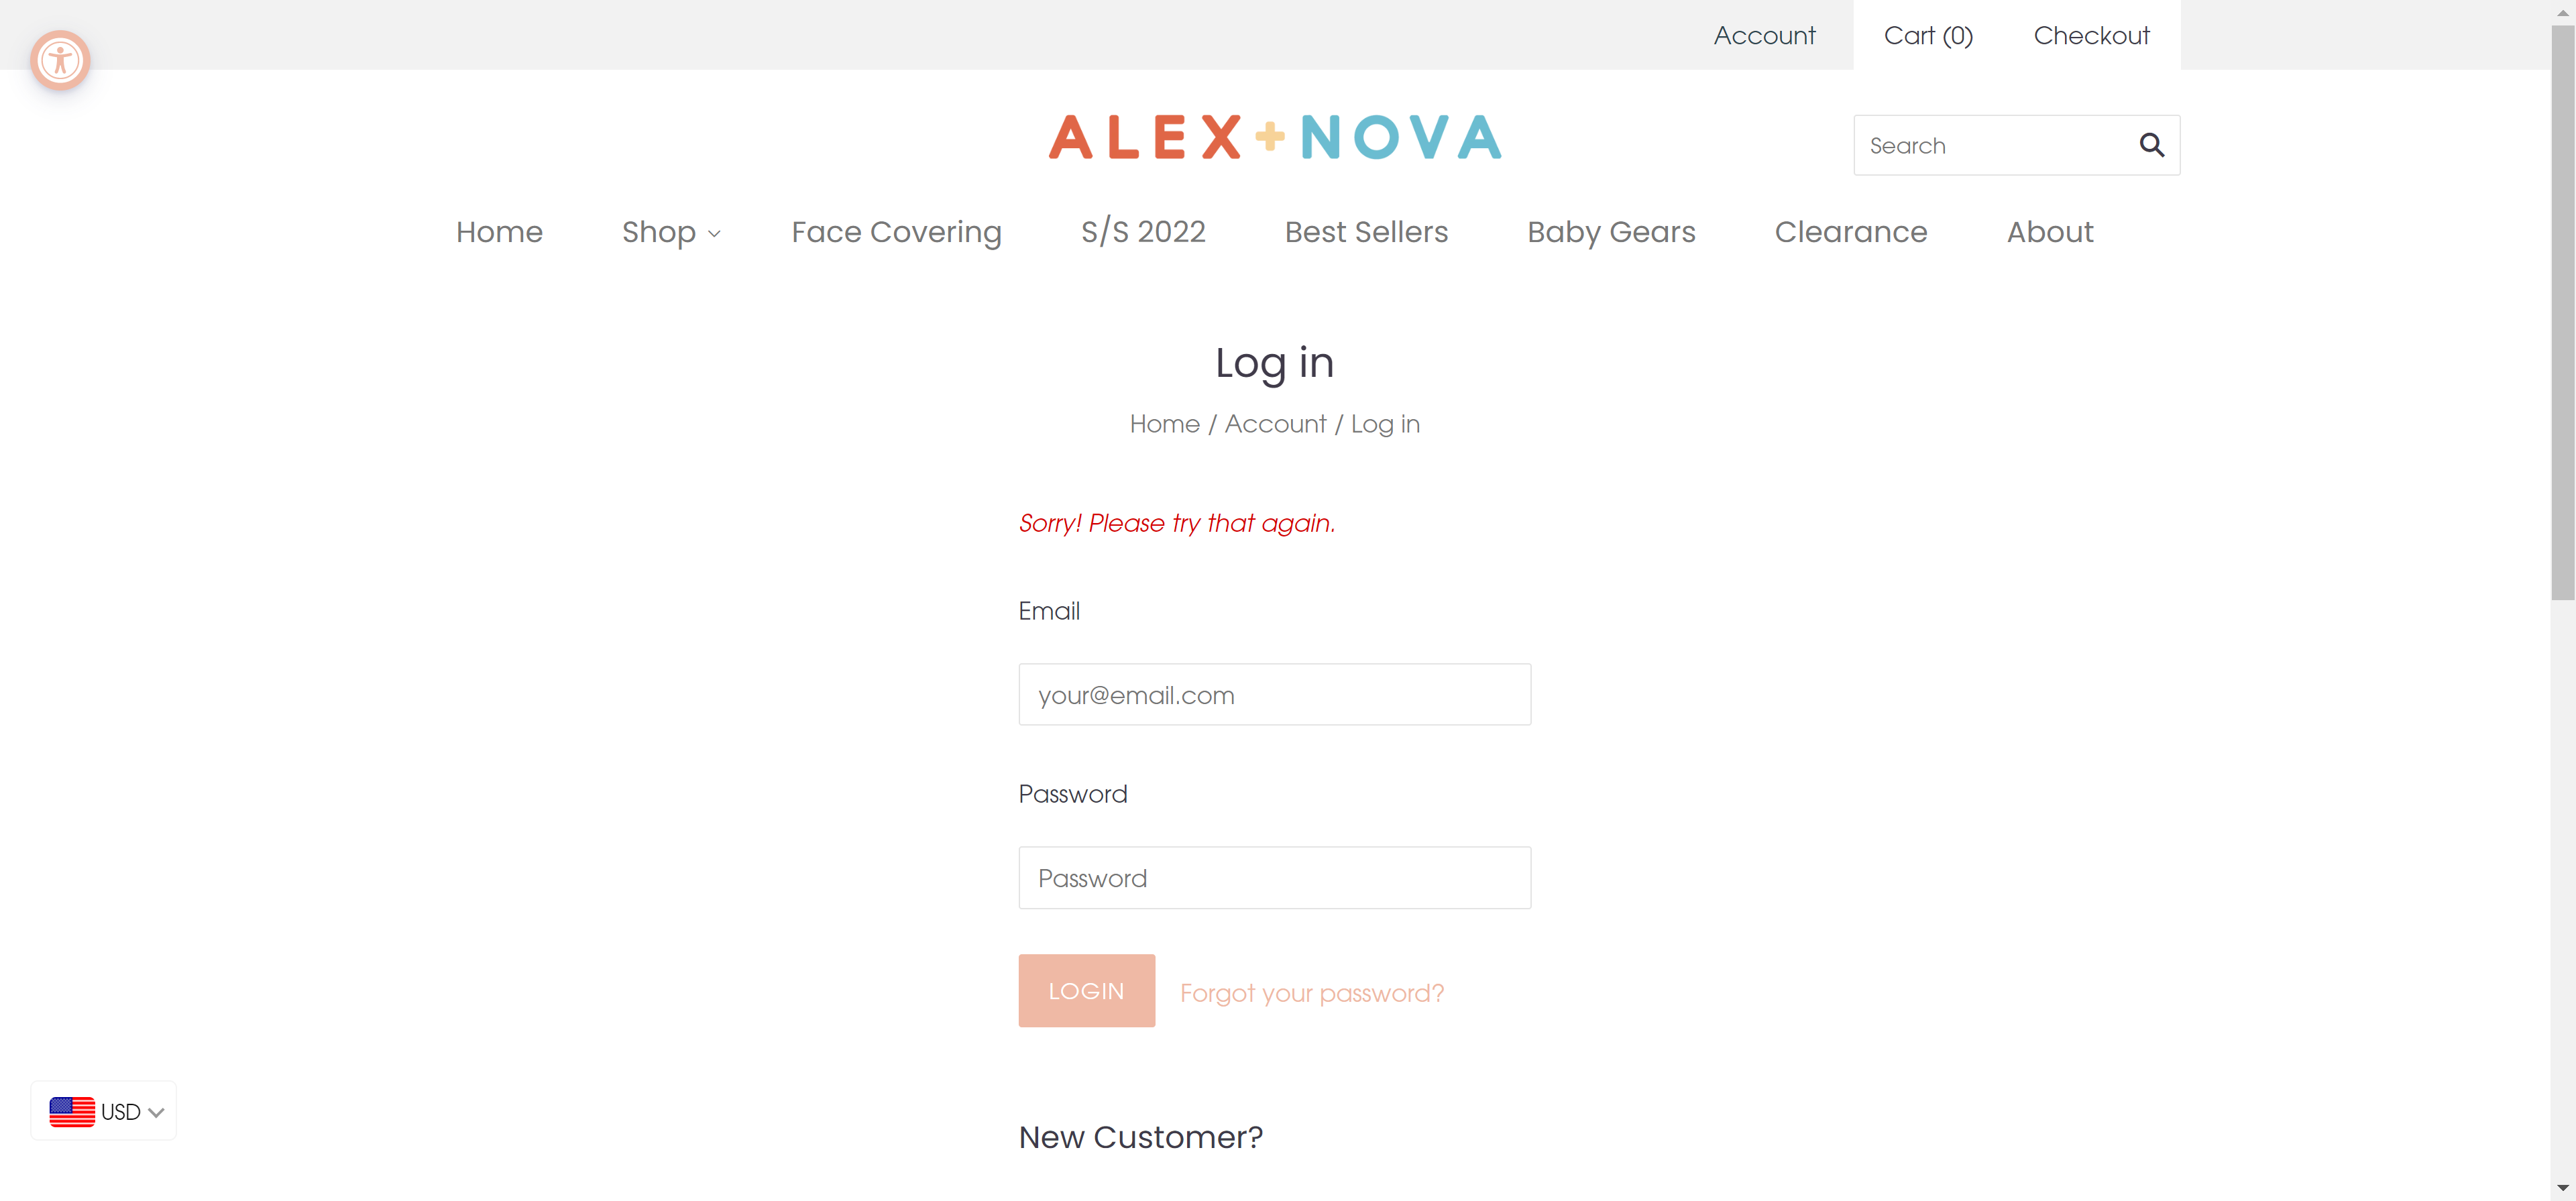 Account Cart (0) Checkout
ALEX+NOVA
Search
Home Shop Face Covering S/S 2022 Best Sellers Baby Gears Clearance About
Log in
Home / Account / Log in
Sorry! Please try that again.
Email
your@email.com
Password
Password
LOGIN Forgot your password?
USD
New Customer?